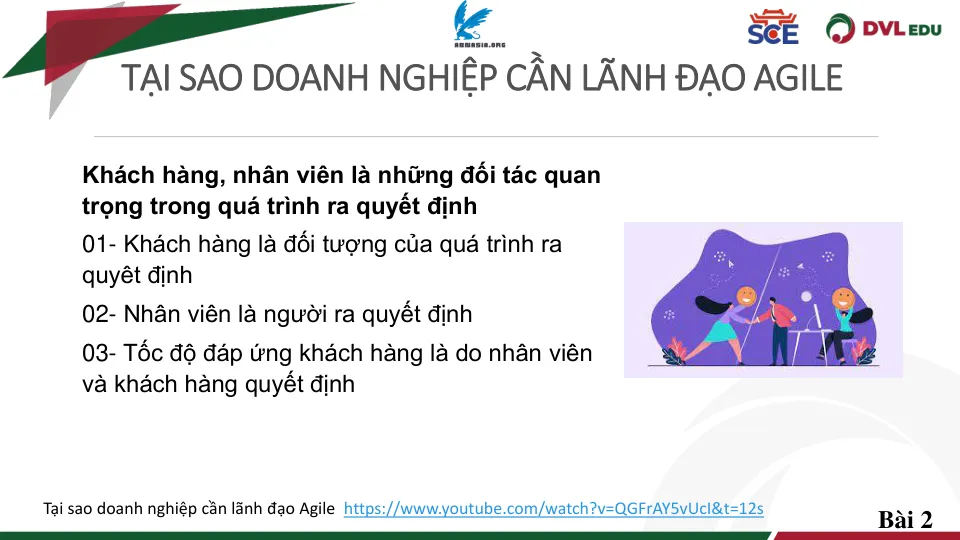 ARMASIA.ORG
SCE
DVL EDU
TẠI SAO DOANH NGHIỆP CẦN LÃNH ĐẠO AGILE
Khách hàng, nhân viên là những đối tác quan
trọng trong quá trình ra quyết định
01- Khách hàng là đối tượng của quá trình ra
quyêt định
02- Nhân viên là người ra quyết định
03- Tốc độ đáp ứng khách hàng là do nhân viên
và khách hàng quyết định
Tại sao doanh nghiệp cần lãnh đạo Agile https://www.youtube.com/watch?v=QGFrAY5vUcI&t=12s
Bài 2